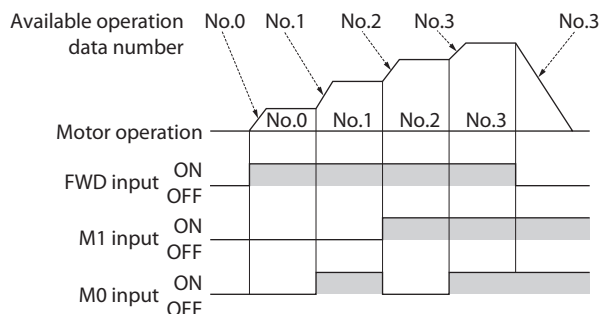 Available operation data number
No.0 No.1 No.2 No.3 No.3
Motor operation No.0 No.1 No.2 No.3
FWD input ON
OFF
M1 input ON
OFF
M0 input ON
OFF